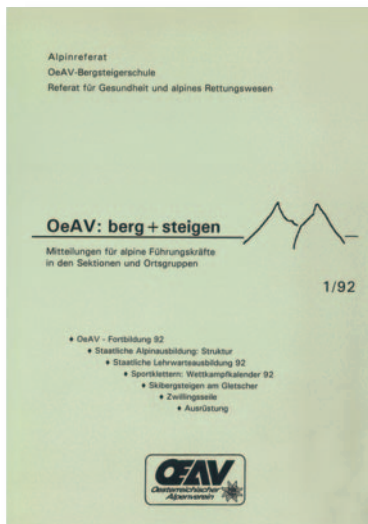 Alpinreferat
OeAV-Bergsteigerschule
Referat für Gesundheit und alpines Rettungswesen
OeAV: berg + steigen
Mitteilungen für alpine Führungskräfte
in den Sektionen und Ortsgruppen
1/92
♦ OeAV - Fortbildung 92
♦ Staatliche Alpinausbildung: Struktur
♦ Staatliche Lehrwarteausbildung 92
♦ Sportklettern: Wettkampfkalender 92
♦ Skibergsteigen am Gletscher
♦ Zwillingsseile
♦ Ausrüstung
OEAV
Oesterreichischer
Alpenverein